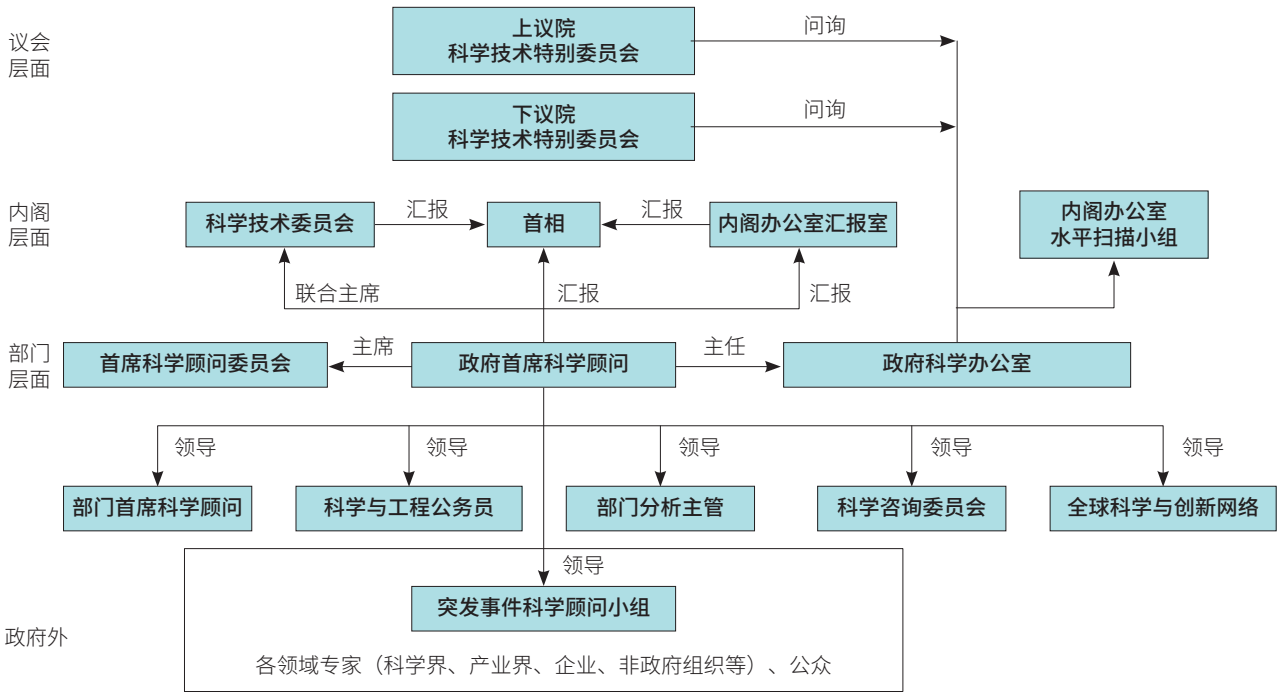 议会
层面
上议院
科学技术特别委员会
问询
下议院
科学技术特别委员会
问询
内阁
层面
科学技术委员会
汇报
首相
汇报
内阁办公室汇报室
内阁办公室
水平扫描小组
联合主席
汇报
汇报
部门
层面
首席科学顾问委员会
主席
政府首席科学顾问
主任
政府科学办公室
领导
领导
领导
领导
领导
部门首席科学顾问
科学与工程公务员
部门分析主管
科学咨询委员会
全球科学与创新网络
政府外
领导
突发事件科学顾问小组
各领域专家（科学界、产业界、企业、非政府组织等）、公众